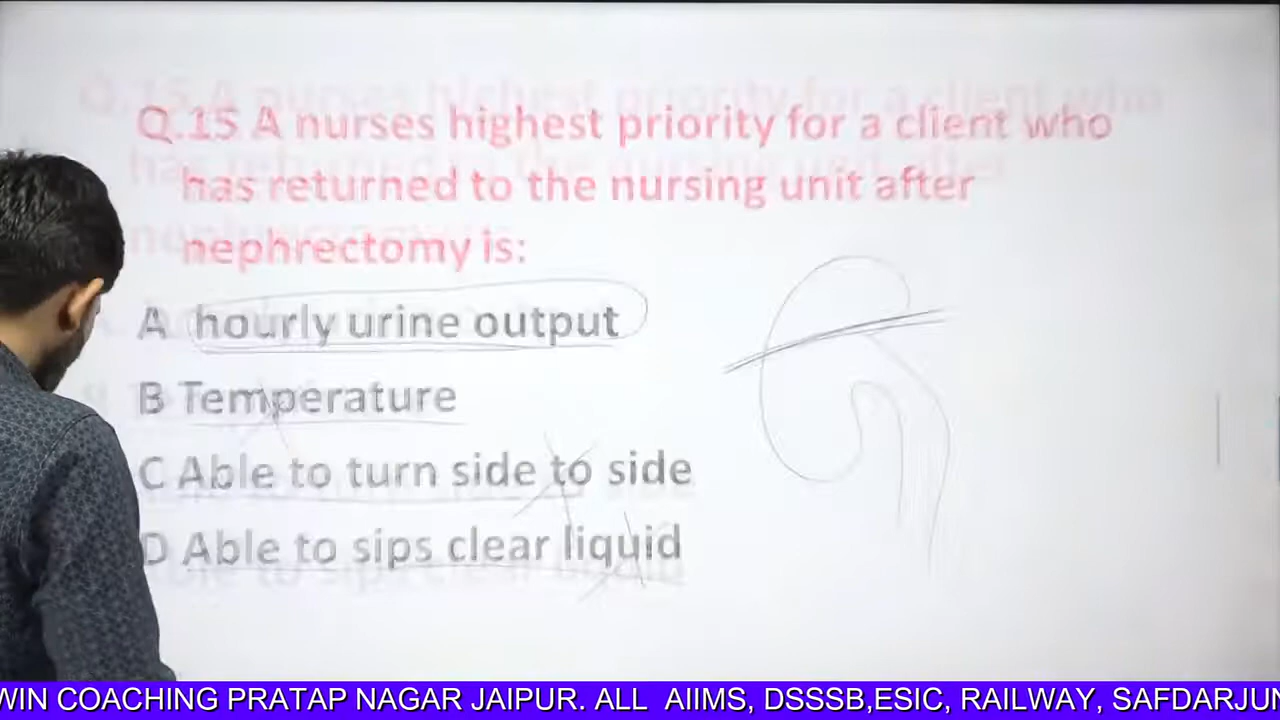 Q.15 A nurses highest priority for a client who
has returned to the nursing unit after
nephrectomy is:
A hourly urine output
B Temperature
C Able to turn side to side
D Able to sips clear liquid
WIN COACHING PRATAP NAGAR JAIPUR. ALL AIIMS, DSSSB,ESIC, RAILWAY, SAFDARJUN